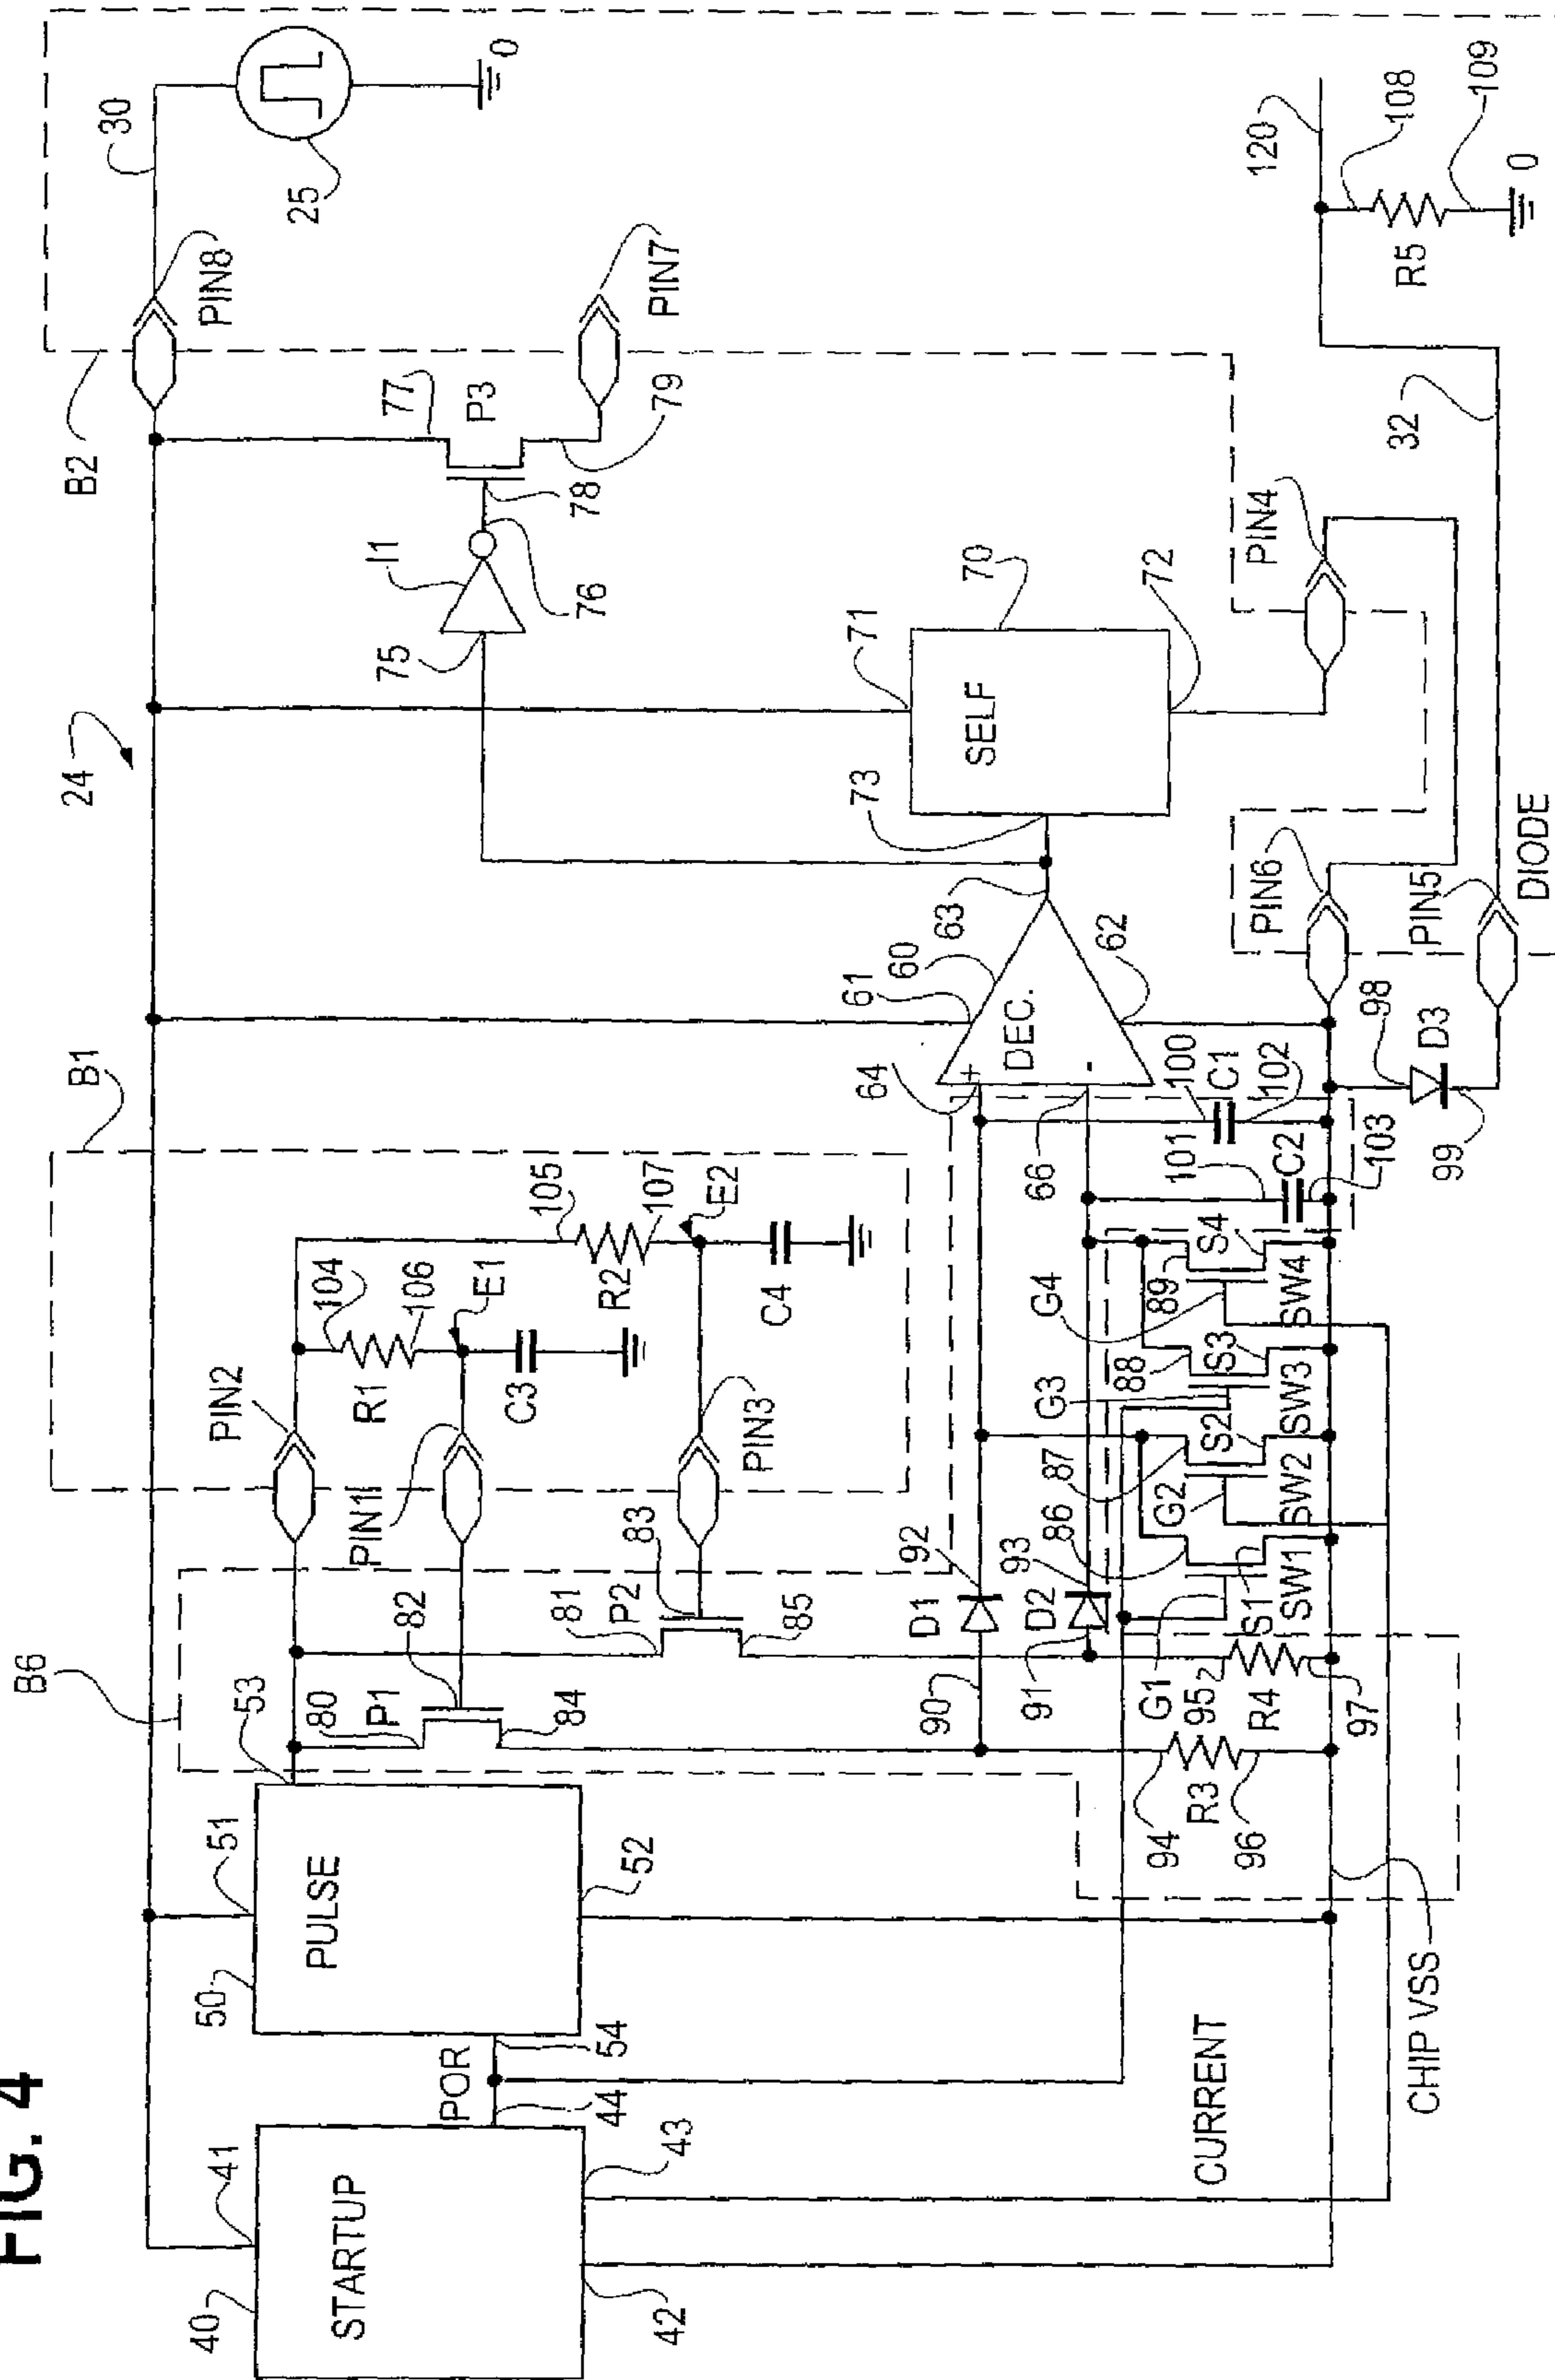 FIG. 4
24
B2
30
25
0
PIN8
PIN7
77
P3
78
79
I1
75
76
B1
PIN2
R1
104
106
E1
C3
PIN1
105
107
R2
E2
C4
PIN3
B6
53
80
P1
82
84
81
P2
83
85
40
STARTUP
41
42
43
44
POR
54
50
PULSE
51
52
CURRENT
CHIP VSS
90
D1
92
91
D2
93
86
87
88
89
94
R3
96
95
2
R4
97
G1
S1
SW1
G2
S2
SW2
G3
S3
SW3
G4
S4
SW4
101
C2
103
100
C1
102
64
+
DEC.
-
66
60
61
62
63
70
SELF
71
72
73
PIN4
PIN6
PIN5
DIODE
98
D3
99
32
120
108
R5
109
0